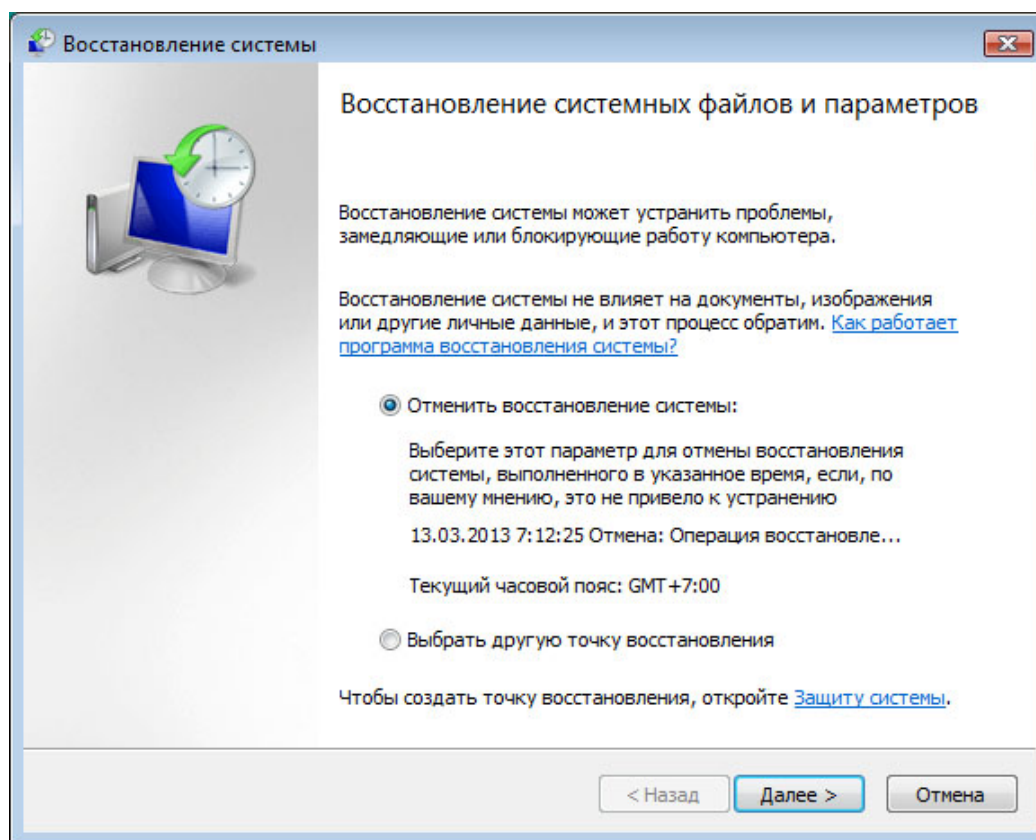 Восстановление системы
Восстановление системных файлов и параметров
Восстановление системы может устранить проблемы,
замедляющие или блокирующие работу компьютера.
Восстановление системы не влияет на документы, изображения
или другие личные данные, и этот процесс обратим. Как работает
программа восстановления системы?
Отменить восстановление системы:
Выберите этот параметр для отмены восстановления
системы, выполненного в указанное время, если, по
вашему мнению, это не привело к устранению
13.03.2013 7:12:25 Отмена: Операция восстановле...
Текущий часовой пояс: GMT+7:00
Выбрать другую точку восстановления
Чтобы создать точку восстановления, откройте Защиту системы.
< Назад Далее > Отмена